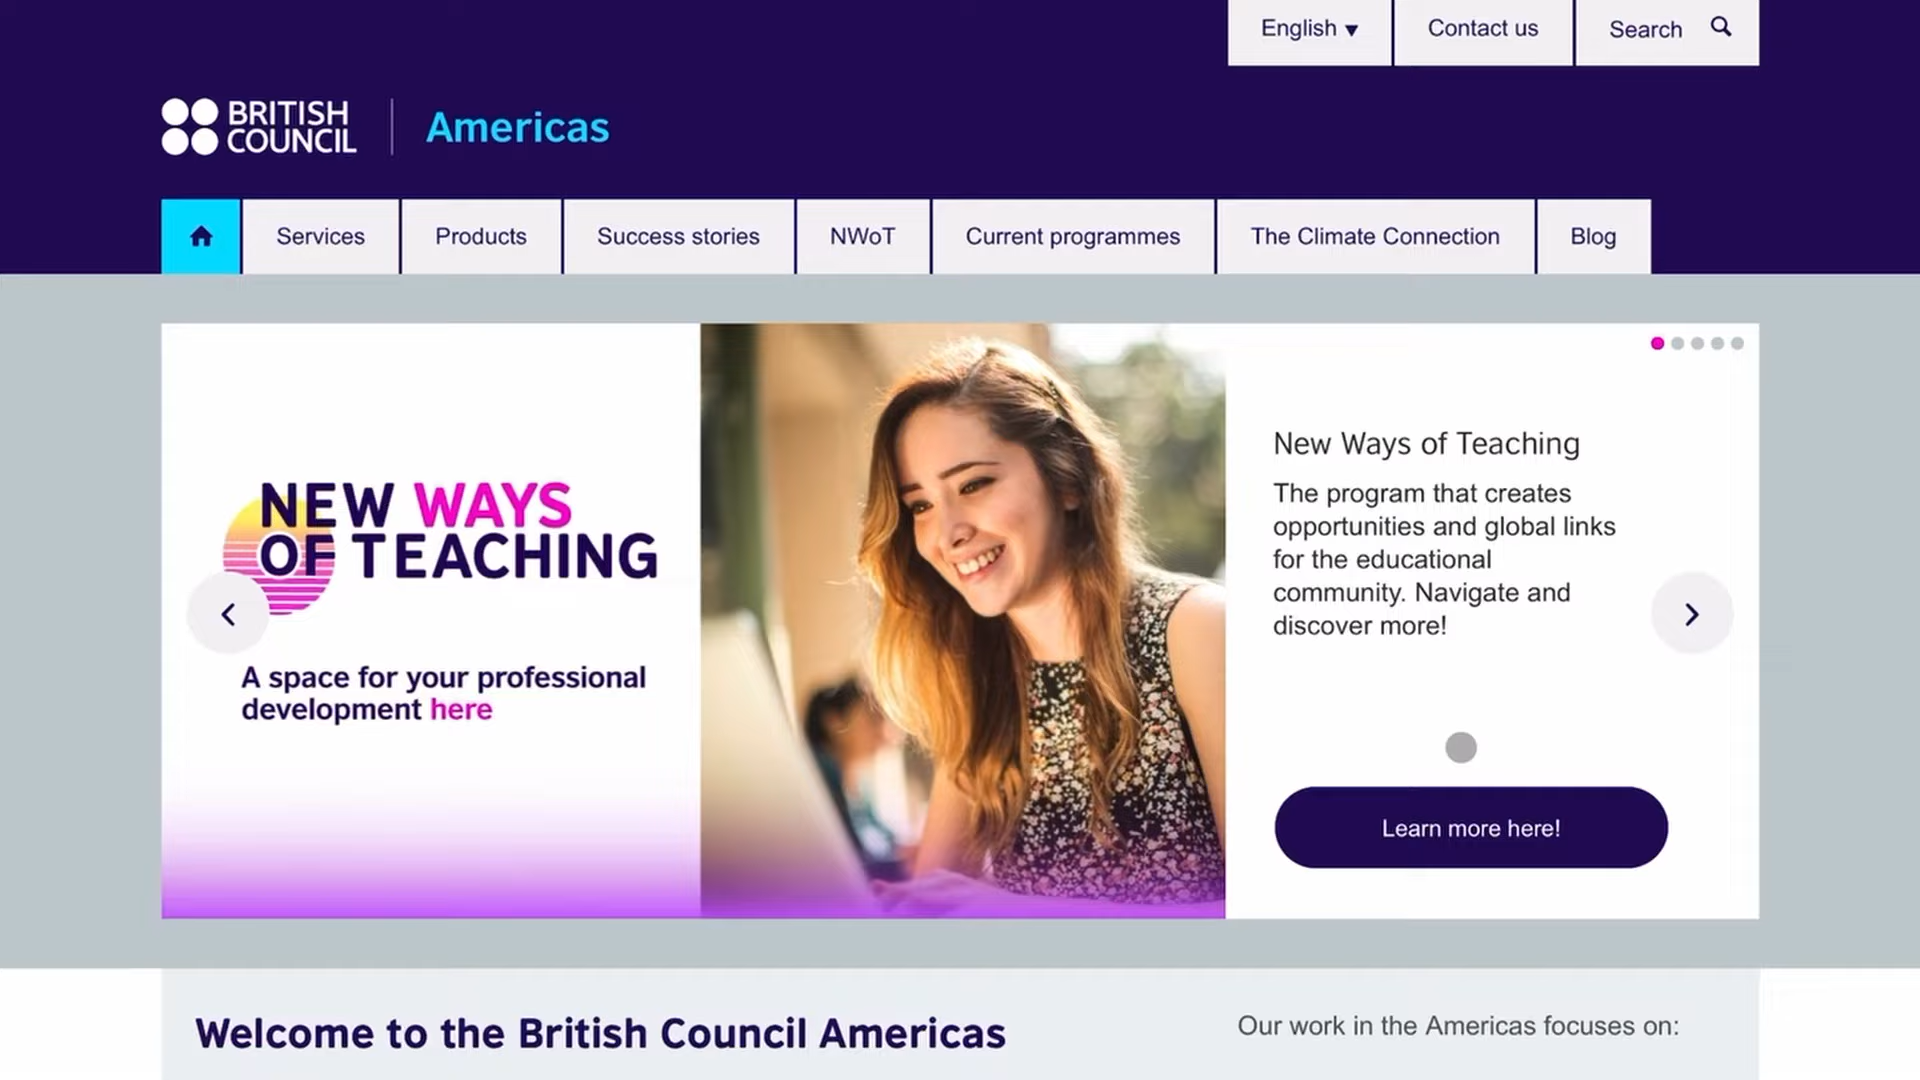 English ▼
Contact us
Search
BRITISH
COUNCIL
Americas
Services
Products
Success stories
NWoT
Current programmes
The Climate Connection
Blog
NEW WAYS
OF TEACHING
A space for your professional
development here
New Ways of Teaching
The program that creates
opportunities and global links
for the educational
community. Navigate and
discover more!
Learn more here!
Welcome to the British Council Americas
Our work in the Americas focuses on: